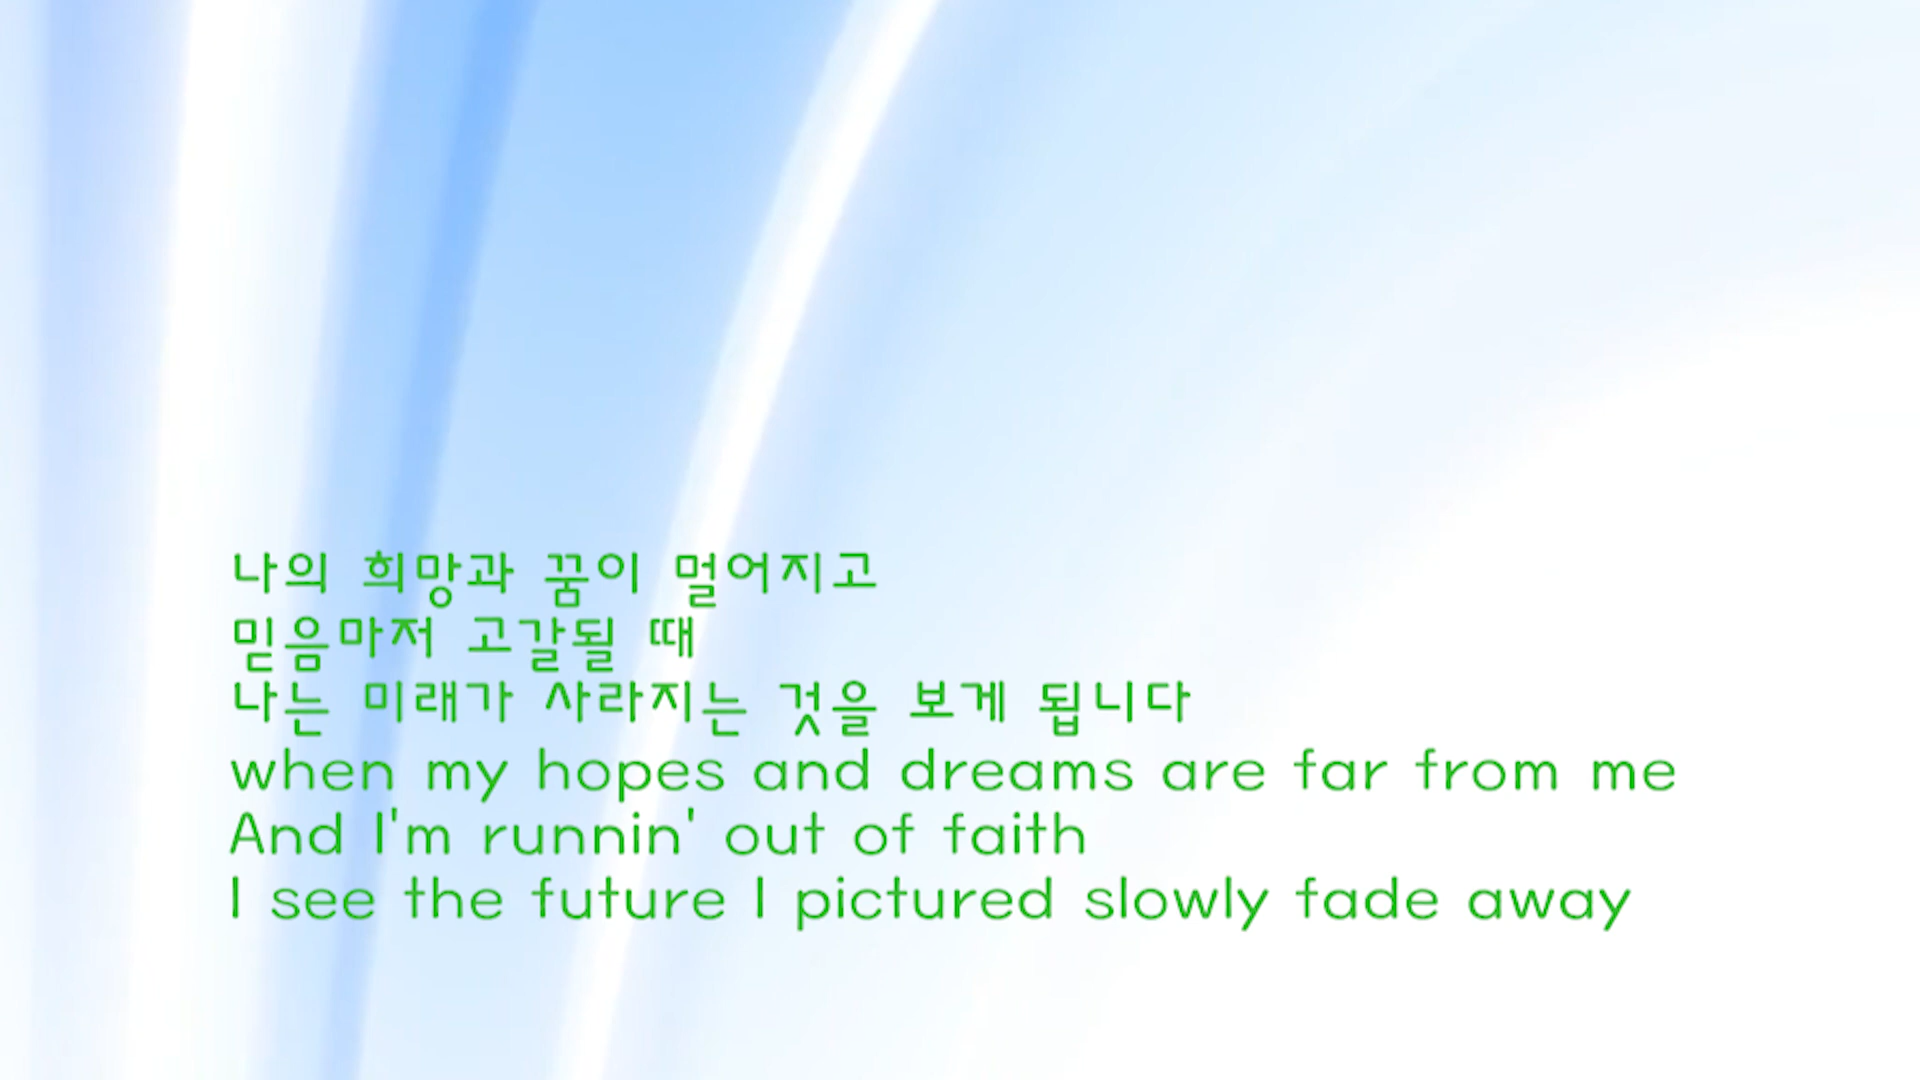 나의 희망과 꿈이 멀어지고
믿음마저 고갈될 때
나는 미래가 사라지는 것을 보게 됩니다
when my hopes and dreams are far from me
And I'm runnin' out of faith
I see the future I pictured slowly fade away